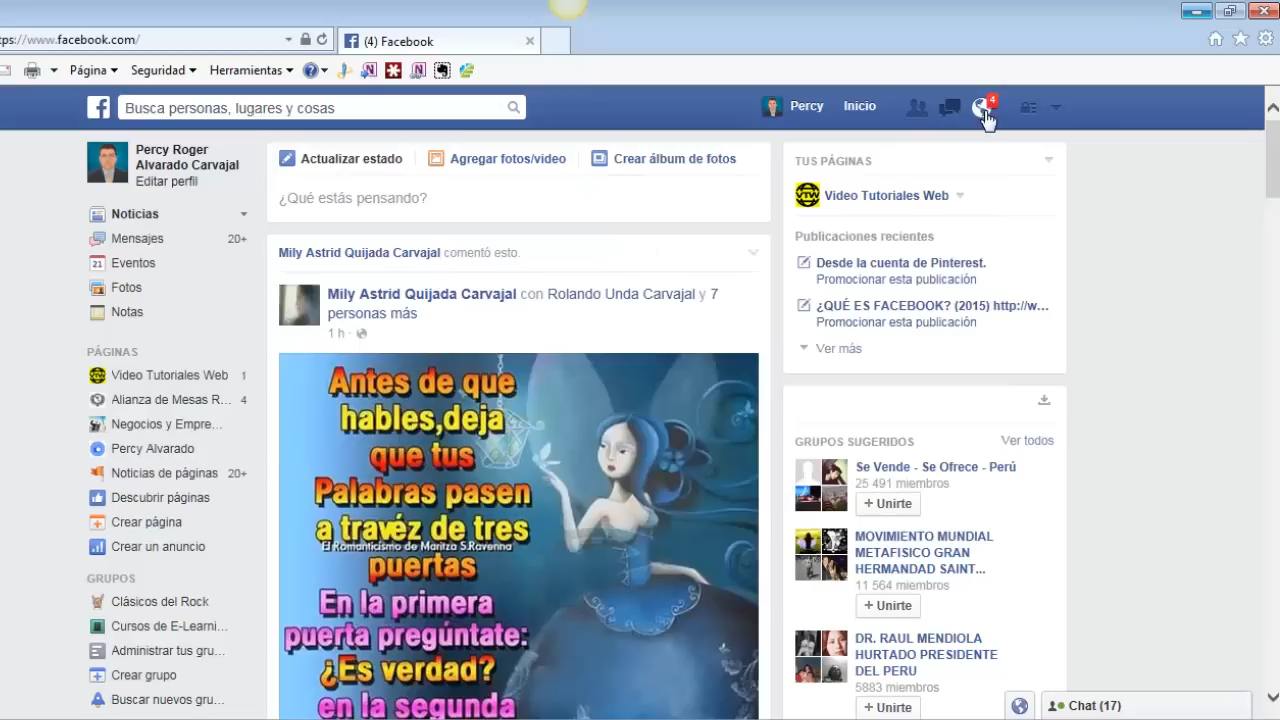 ps://www.facebook.com/
(4) Facebook
Página
Seguridad
Herramientas
Busca personas, lugares y cosas
Percy
Inicio
4
Percy Roger
Alvarado Carvajal
Editar perfil
Noticias
Mensajes 20+
Eventos
Fotos
Notas
PÁGINAS
Video Tutoriales Web 1
Alianza de Mesas R... 4
Negocios y Empre...
Percy Alvarado
Noticias de páginas 20+
Descubrir páginas
Crear página
Crear un anuncio
GRUPOS
Clásicos del Rock
Cursos de E-Learni...
Administrar tus gru...
Crear grupo
Buscar nuevos gru...
Actualizar estado
Agregar fotos/video
Crear álbum de fotos
¿Qué estás pensando?
Mily Astrid Quijada Carvajal comentó esto.
Mily Astrid Quijada Carvajal con Rolando Unda Carvajal y 7
personas más
1 h ·
Antes de que
hables,deja
que tus
Palabras pasen
a travéz de tres
El Romanticismo de Maritza S.Ravenna
puertas
En la primera
puerta pregúntate:
¿Es verdad?
en la segunda
TUS PÁGINAS
Video Tutoriales Web
Publicaciones recientes
Desde la cuenta de Pinterest.
Promocionar esta publicación
¿QUÉ ES FACEBOOK? (2015) http://w...
Promocionar esta publicación
Ver más
GRUPOS SUGERIDOS
Ver todos
Se Vende - Se Ofrece - Perú
25 491 miembros
+ Unirte
MOVIMIENTO MUNDIAL
METAFISICO GRAN
HERMANDAD SAINT...
11 564 miembros
+ Unirte
DR. RAUL MENDIOLA
HURTADO PRESIDENTE
DEL PERU
5883 miembros
+ Unirte
Chat (17)